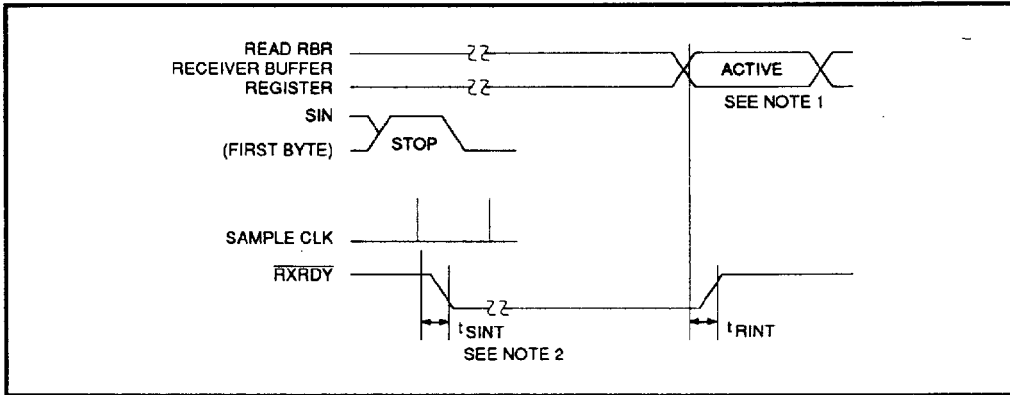 READ RBR
RECEIVER BUFFER
REGISTER
ACTIVE
SEE NOTE 1
SIN
(FIRST BYTE)
STOP
SAMPLE CLK
RXRDY
tSINT
SEE NOTE 2
tRINT